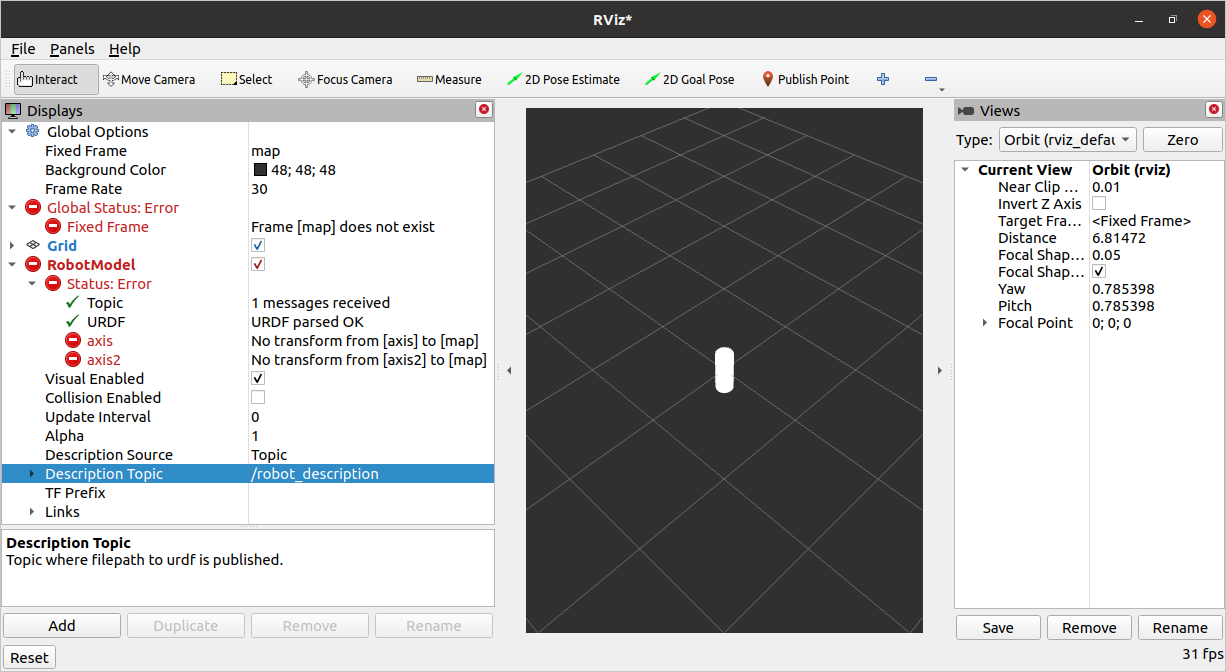 RViz*
File Panels Help
Interact Move Camera Select Focus Camera Measure 2D Pose Estimate 2D Goal Pose Publish Point
Displays
Global Options
Fixed Frame map
Background Color 48; 48; 48
Frame Rate 30
Global Status: Error
Fixed Frame Frame [map] does not exist
Grid
RobotModel
Status: Error
Topic 1 messages received
URDF URDF parsed OK
axis No transform from [axis] to [map]
axis2 No transform from [axis2] to [map]
Visual Enabled
Collision Enabled
Update Interval 0
Alpha 1
Description Source Topic
Description Topic /robot_description
TF Prefix
Links
Description Topic
Topic where filepath to urdf is published.
Add Duplicate Remove Rename
Reset
Views
Type: Orbit (rviz_defau Zero
Current View Orbit (rviz)
Near Clip ... 0.01
Invert Z Axis
Target Fra... <Fixed Frame>
Distance 6.81472
Focal Shap... 0.05
Focal Shap...
Yaw 0.785398
Pitch 0.785398
Focal Point 0; 0; 0
Save Remove Rename
31 fps